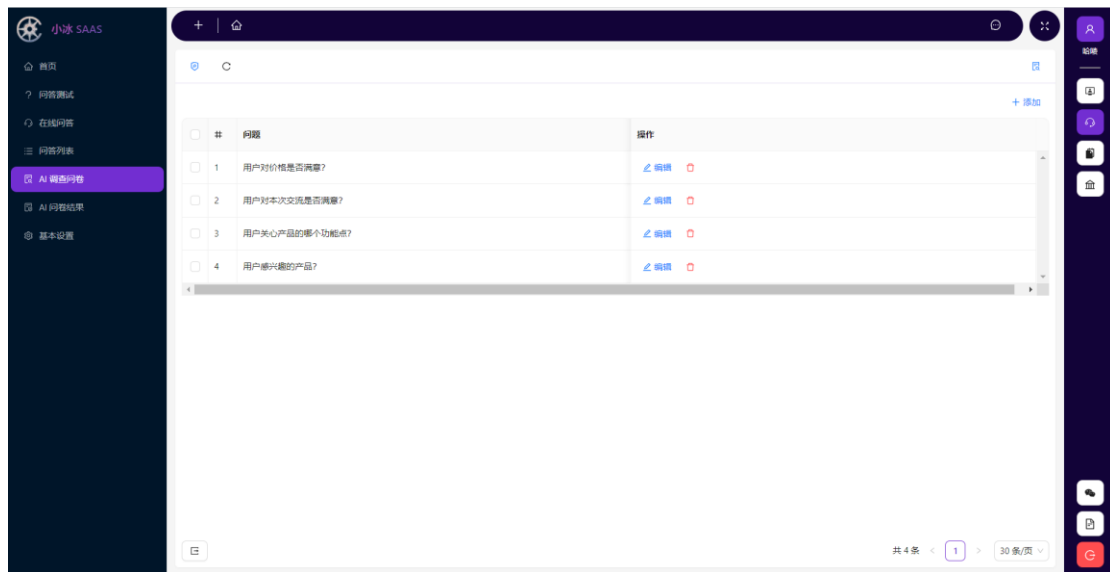 小冰 SAAS
首页
问答测试
在线问答
问答列表
AI 调查问卷
AI 问卷结果
基本设置
哈喳
+ 添加
# 问题 操作
1 用户对价格是否满意? 编辑
2 用户对本次交流是否满意? 编辑
3 用户关心产品的哪个功能点? 编辑
4 用户感兴趣的产品? 编辑
共 4 条 < 1 > 30 条/页